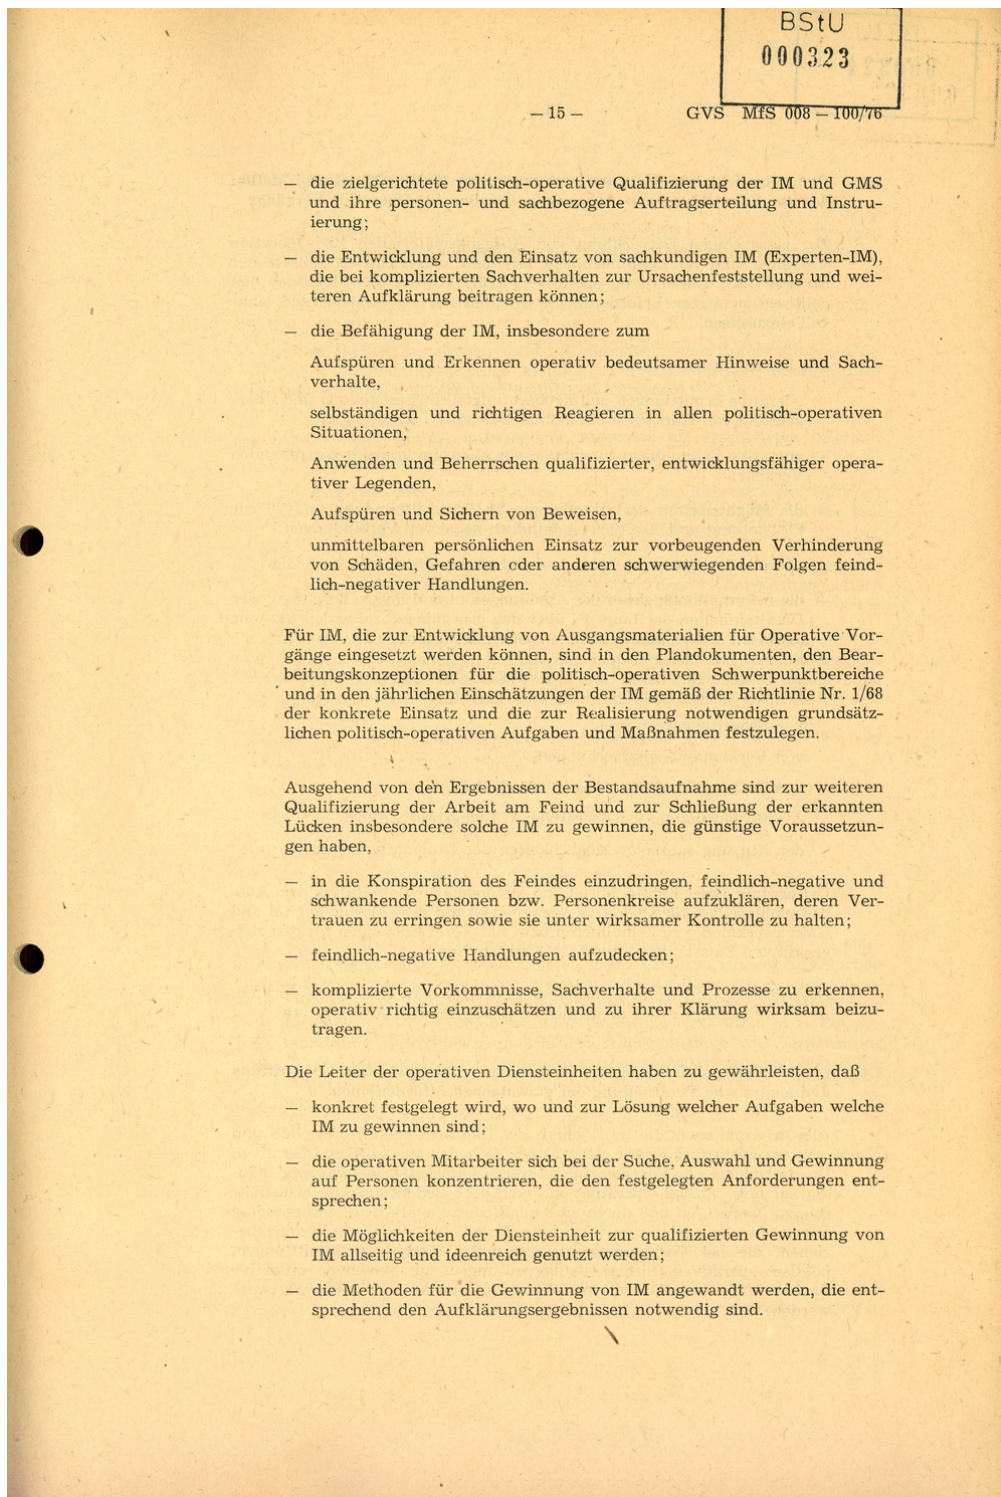 BStU
000323
— 15 —
GVS MfS 008 — 100/76
— die zielgerichtete politisch-operative Qualifizierung der IM und GMS
und ihre personen- und sachbezogene Auftragserteilung und Instru-
ierung;
— die Entwicklung und den Einsatz von sachkundigen IM (Experten-IM),
die bei komplizierten Sachverhalten zur Ursachenfeststellung und wei-
teren Aufklärung beitragen können;
— die Befähigung der IM, insbesondere zum
Aufspüren und Erkennen operativ bedeutsamer Hinweise und Sach-
verhalte,
selbständigen und richtigen Reagieren in allen politisch-operativen
Situationen,
Anwenden und Beherrschen qualifizierter, entwicklungsfähiger opera-
tiver Legenden,
Aufspüren und Sichern von Beweisen,
unmittelbaren persönlichen Einsatz zur vorbeugenden Verhinderung
von Schäden, Gefahren oder anderen schwerwiegenden Folgen feind-
lich-negativer Handlungen.
Für IM, die zur Entwicklung von Ausgangsmaterialien für Operative Vor-
gänge eingesetzt werden können, sind in den Plandokumenten, den Bear-
beitungskonzeptionen für die politisch-operativen Schwerpunktbereiche
und in den jährlichen Einschätzungen der IM gemäß der Richtlinie Nr. 1/68
der konkrete Einsatz und die zur Realisierung notwendigen grundsätz-
lichen politisch-operativen Aufgaben und Maßnahmen festzulegen.
Ausgehend von den Ergebnissen der Bestandsaufnahme sind zur weiteren
Qualifizierung der Arbeit am Feind und zur Schließung der erkannten
Lücken insbesondere solche IM zu gewinnen, die günstige Voraussetzun-
gen haben,
— in die Konspiration des Feindes einzudringen, feindlich-negative und
schwankende Personen bzw. Personenkreise aufzuklären, deren Ver-
trauen zu erringen sowie sie unter wirksamer Kontrolle zu halten;
— feindlich-negative Handlungen aufzudecken;
— komplizierte Vorkommnisse, Sachverhalte und Prozesse zu erkennen,
operativ richtig einzuschätzen und zu ihrer Klärung wirksam beizu-
tragen.
Die Leiter der operativen Diensteinheiten haben zu gewährleisten, daß
— konkret festgelegt wird, wo und zur Lösung welcher Aufgaben welche
IM zu gewinnen sind;
— die operativen Mitarbeiter sich bei der Suche, Auswahl und Gewinnung
auf Personen konzentrieren, die den festgelegten Anforderungen ent-
sprechen;
— die Möglichkeiten der Diensteinheit zur qualifizierten Gewinnung von
IM allseitig und ideenreich genutzt werden;
— die Methoden für die Gewinnung von IM angewandt werden, die ent-
sprechend den Aufklärungsergebnissen notwendig sind.